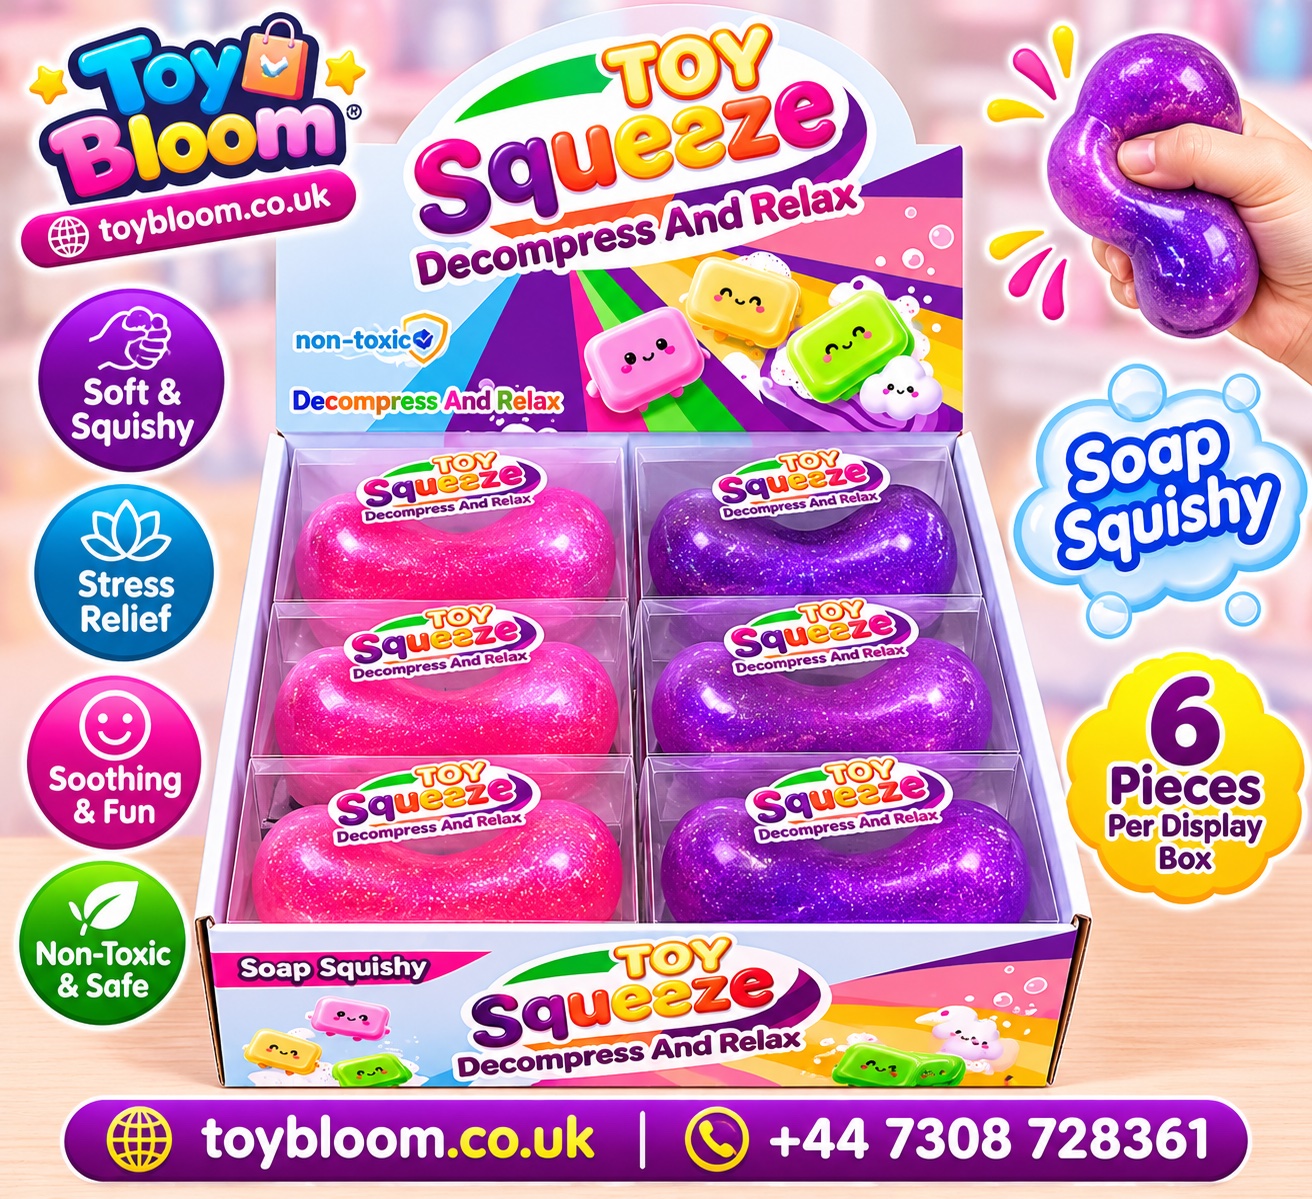 Toy
Bloom®
toybloom.co.uk
TOY
Squeeze
Decompress And Relax
non-toxic
Decompress And Relax
Soft &
Squishy
Stress
Relief
Soothing
& Fun
Non-Toxic
& Safe
Soap
Squishy
6
Pieces
Per Display
Box
TOY
Squeeze
Decompress And Relax
TOY
Squeeze
Decompress And Relax
TOY
Squeeze
Decompress And Relax
TOY
Squeeze
Decompress And Relax
TOY
Squeeze
Decompress And Relax
TOY
Squeeze
Decompress And Relax
Soap Squishy
TOY
Squeeze
Decompress And Relax
toybloom.co.uk | +44 7308 728361